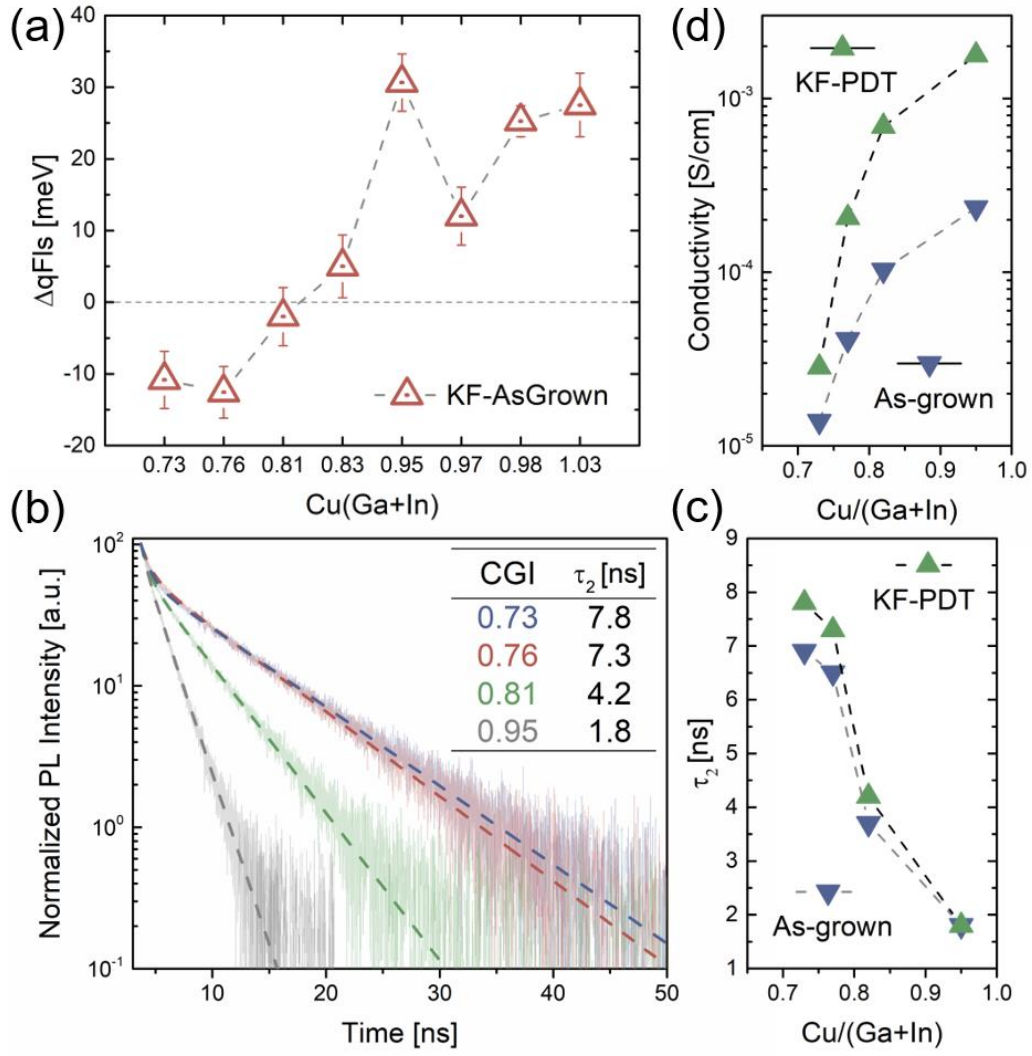 (a)
40
30
20
10
0
-10
-20
ΔqFls [meV]
KF-AsGrown
0.73 0.76 0.81 0.83 0.95 0.97 0.98 1.03
Cu(Ga+In)
(d)
KF-PDT
10-3
10-4
10-5
Conductivity [S/cm]
As-grown
0.7 0.8 0.9 1.0
Cu/(Ga+In)
(b)
102
101
100
10-1
Normalized PL Intensity [a.u.]
CGI τ2 [ns]
0.73 7.8
0.76 7.3
0.81 4.2
0.95 1.8
10 20 30 40 50
Time [ns]
(c)
9
8
7
6
5
4
3
2
1
τ2 [ns]
KF-PDT
As-grown
0.7 0.8 0.9 1.0
Cu/(Ga+In)